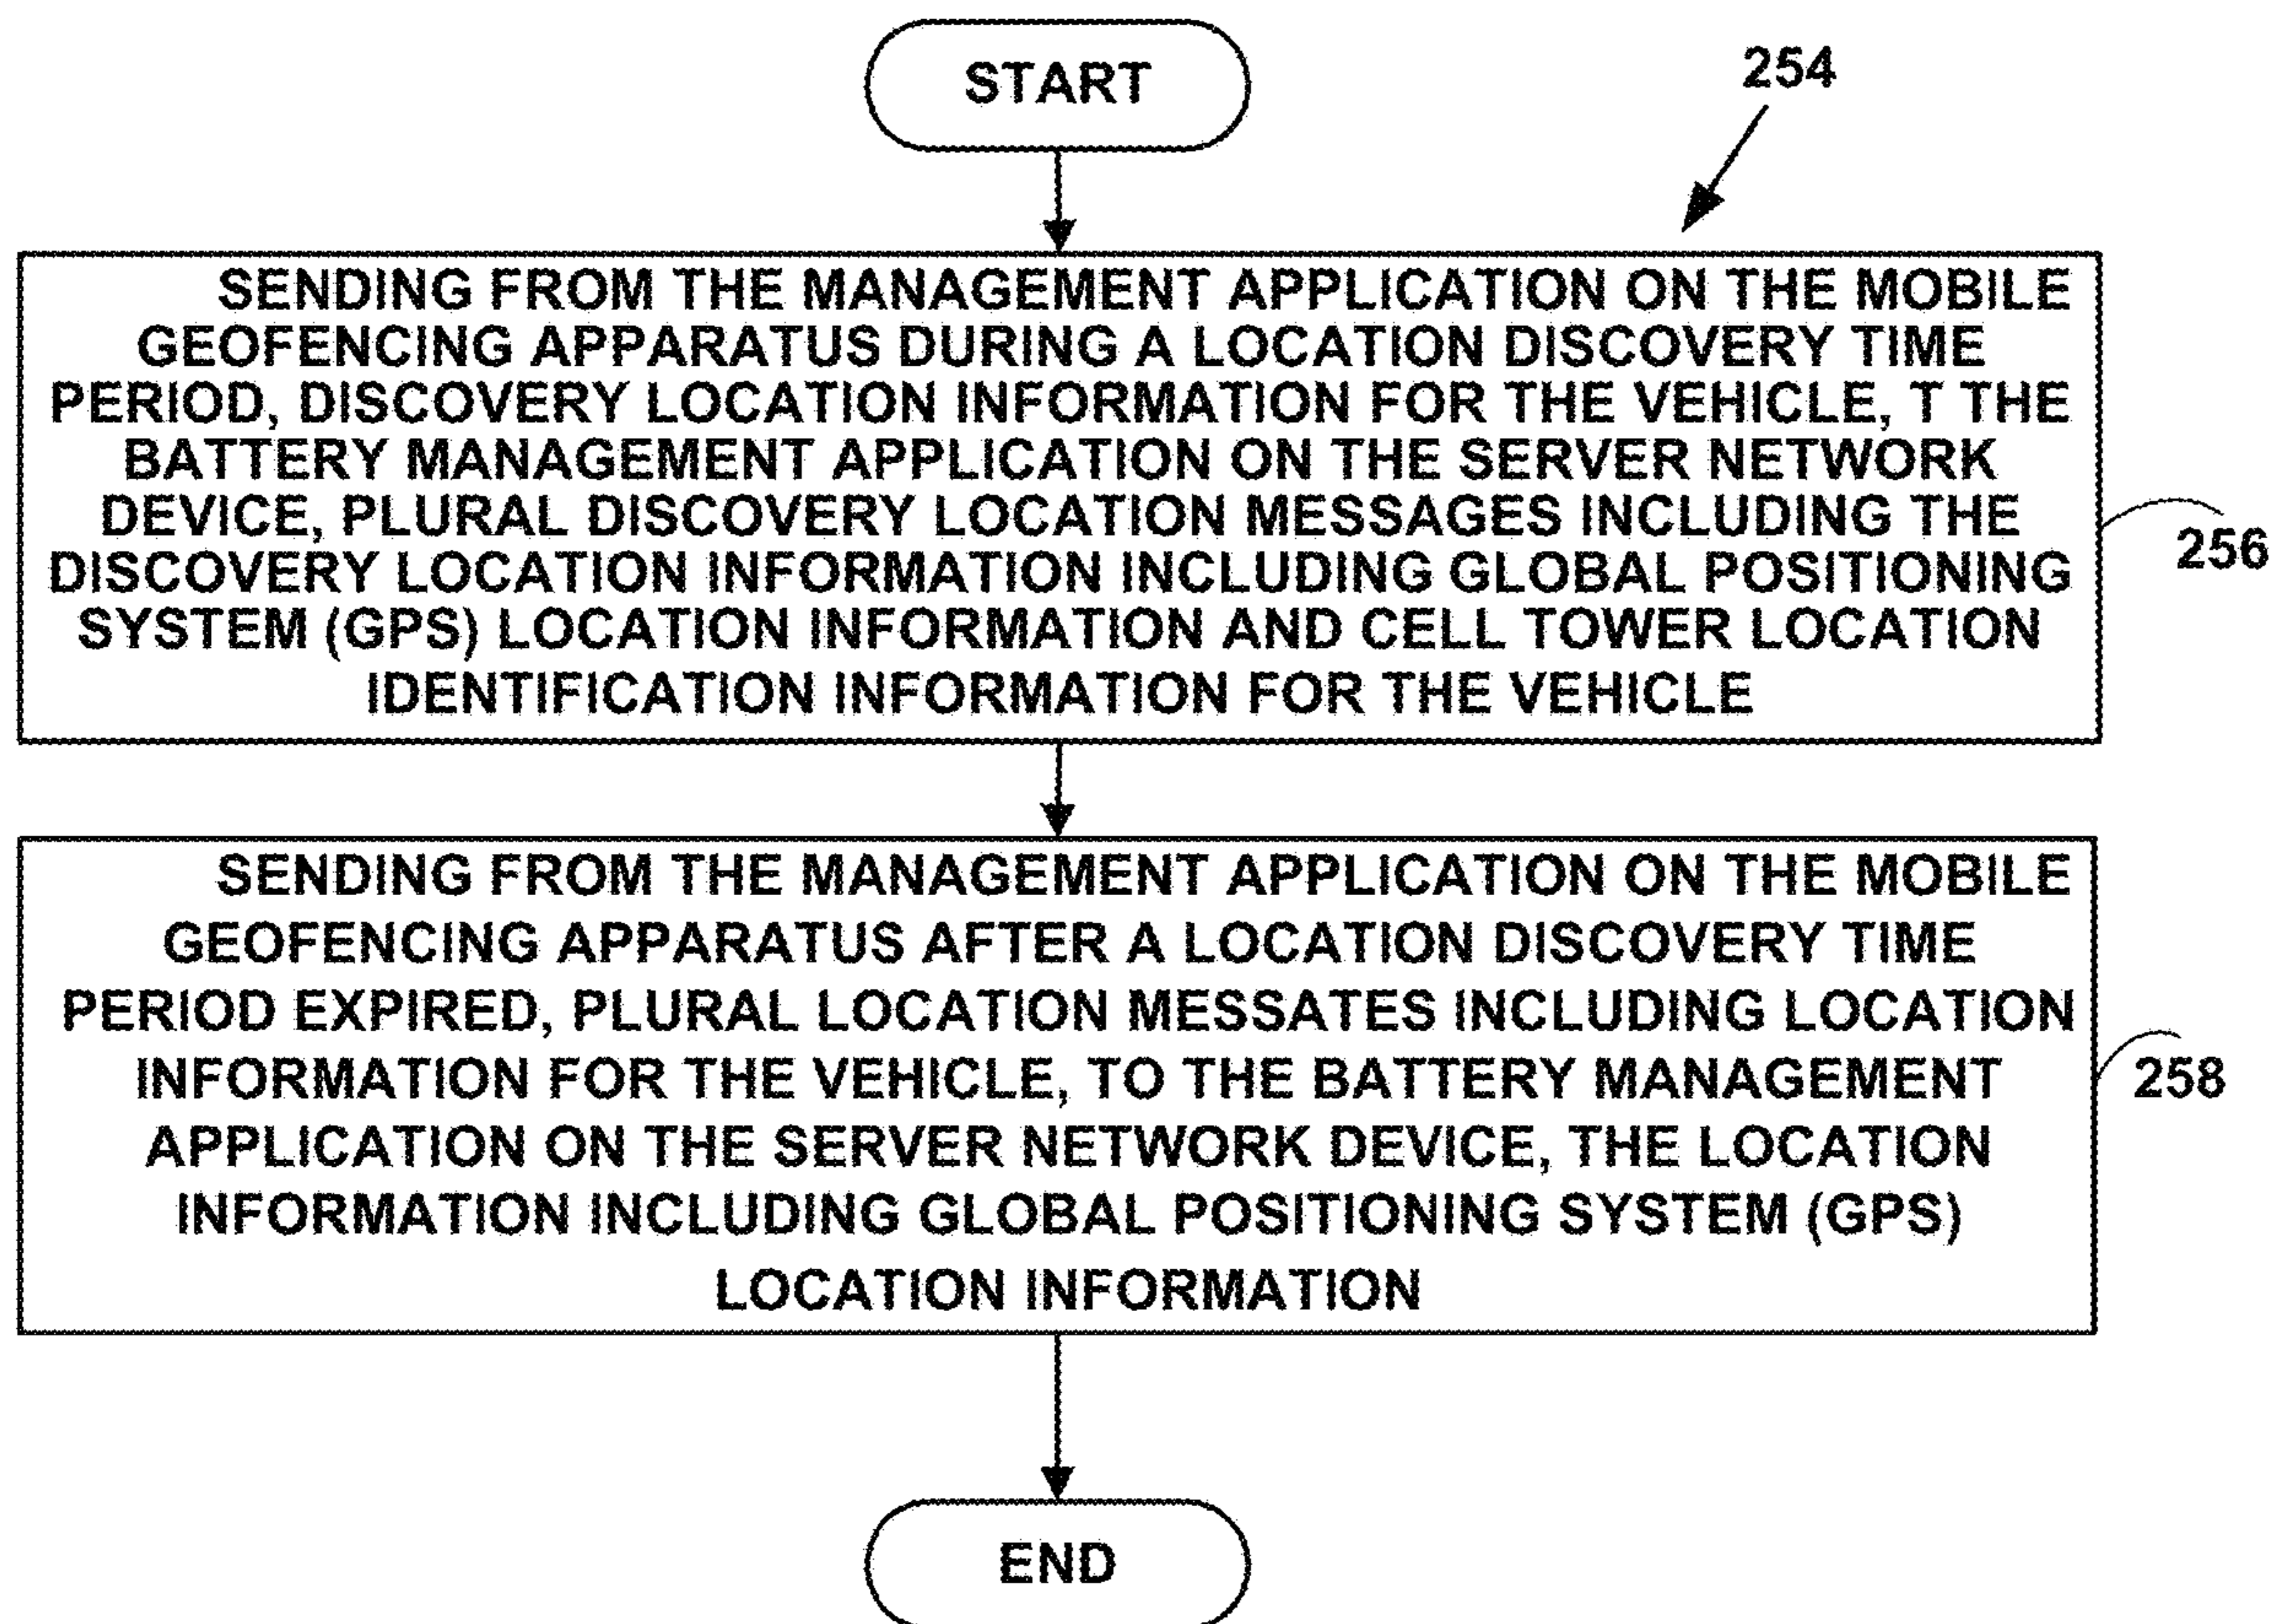 START
254
SENDING FROM THE MANAGEMENT APPLICATION ON THE MOBILE
GEOFENCING APPARATUS DURING A LOCATION DISCOVERY TIME
PERIOD, DISCOVERY LOCATION INFORMATION FOR THE VEHICLE, T THE
BATTERY MANAGEMENT APPLICATION ON THE SERVER NETWORK
DEVICE, PLURAL DISCOVERY LOCATION MESSAGES INCLUDING THE
DISCOVERY LOCATION INFORMATION INCLUDING GLOBAL POSITIONING
SYSTEM (GPS) LOCATION INFORMATION AND CELL TOWER LOCATION
IDENTIFICATION INFORMATION FOR THE VEHICLE
256
SENDING FROM THE MANAGEMENT APPLICATION ON THE MOBILE
GEOFENCING APPARATUS AFTER A LOCATION DISCOVERY TIME
PERIOD EXPIRED, PLURAL LOCATION MESSATES INCLUDING LOCATION
INFORMATION FOR THE VEHICLE, TO THE BATTERY MANAGEMENT
APPLICATION ON THE SERVER NETWORK DEVICE, THE LOCATION
INFORMATION INCLUDING GLOBAL POSITIONING SYSTEM (GPS)
LOCATION INFORMATION
258
END